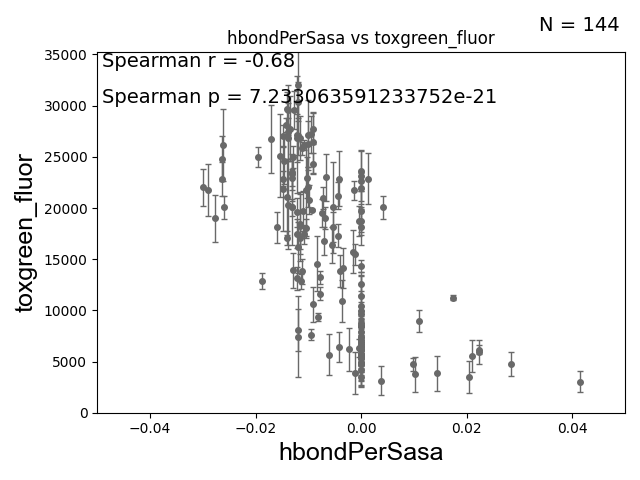 N = 144
hbondPerSasa vs toxgreen_fluor
Spearman r = -0.68
Spearman p = 7.233063591233752e-21
toxgreen_fluor
35000
30000
25000
20000
15000
10000
5000
0
−0.04 −0.02 0.00 0.02 0.04
hbondPerSasa